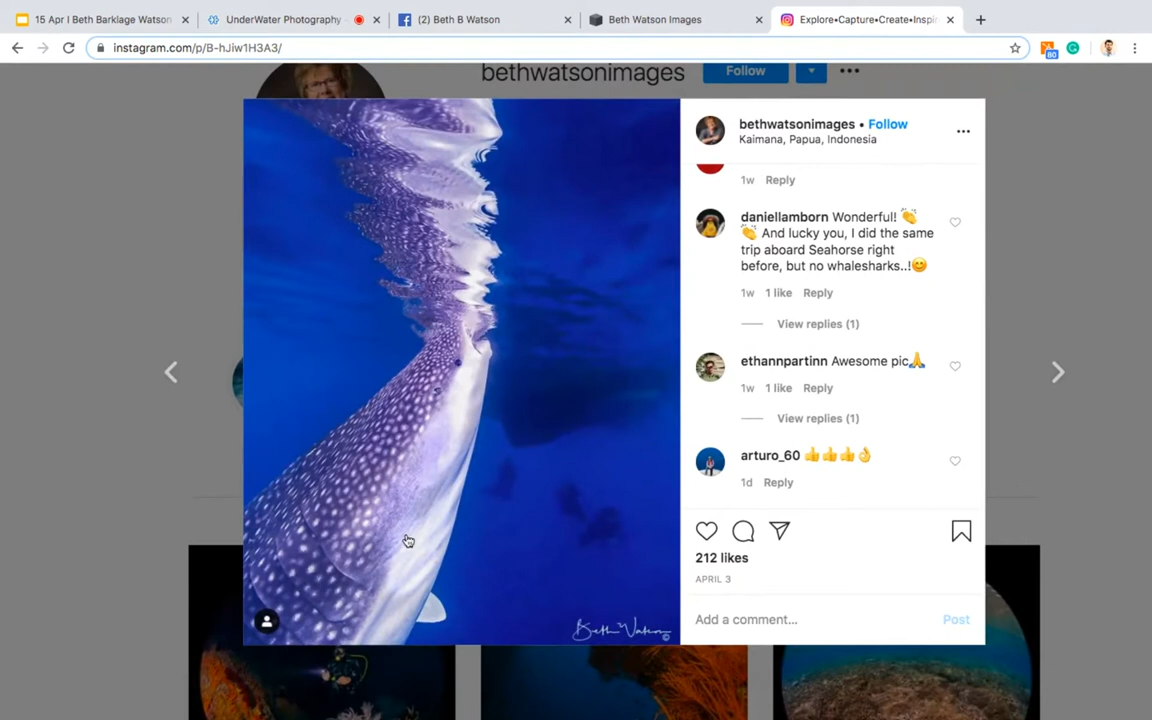 15 Apr I Beth Barklage Watson
UnderWater Photography -
(2) Beth B Watson
Beth Watson Images
Explore•Capture•Create•Inspi
instagram.com/p/B-hJiw1H3A3/
80
bethwatsonimages Follow
bethwatsonimages • Follow
Kaimana, Papua, Indonesia
1w Reply
daniellamborn Wonderful! 👏
👏 And lucky you, I did the same
trip aboard Seahorse right
before, but no whalesharks..!😊
1w 1 like Reply
View replies (1)
ethannpartinn Awesome pic🙏
1w 1 like Reply
View replies (1)
arturo_60 👍👍👍👌
1d Reply
212 likes
APRIL 3
Add a comment... Post
Beth Watson ©